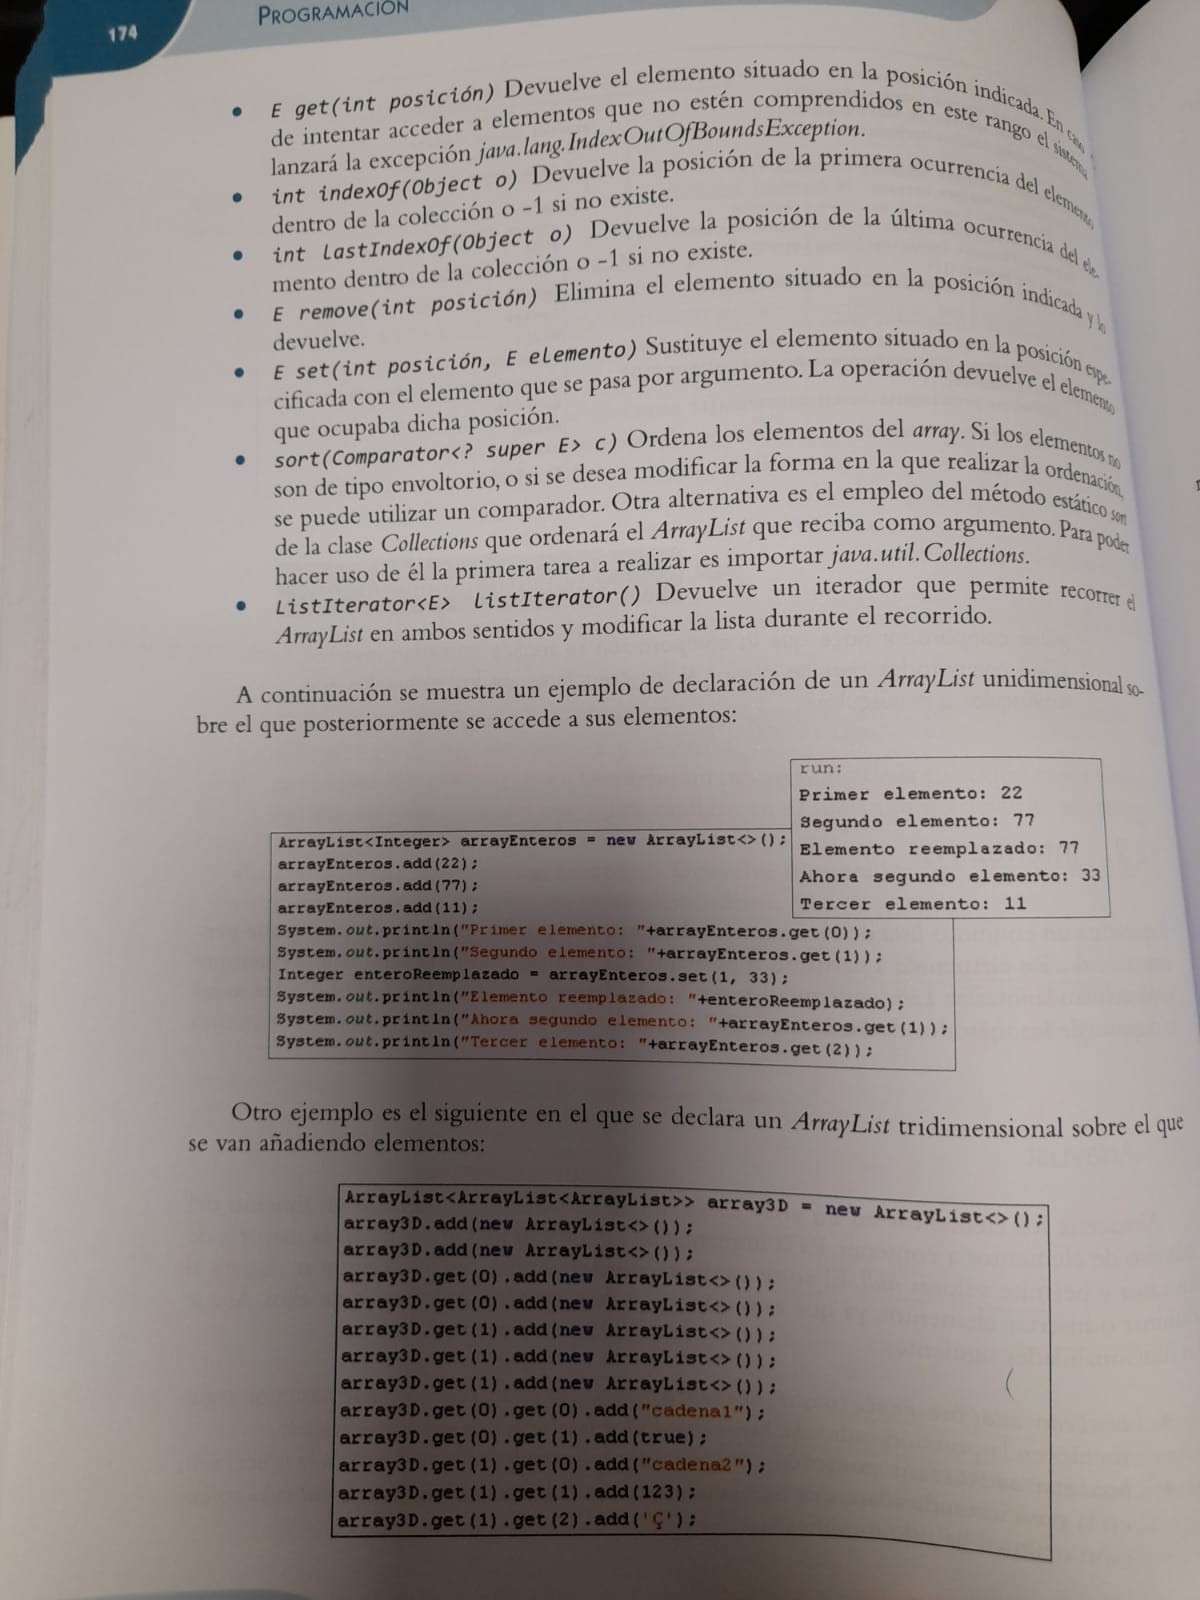 174
PROGRAMACIÓN
• E get(int posición) Devuelve el elemento situado en la posición indicada. En caso
de intentar acceder a elementos que no estén comprendidos en este rango el sistema
lanzará la excepción java.lang.IndexOutOfBoundsException.
• int indexOf(Object o) Devuelve la posición de la primera ocurrencia del elemento
dentro de la colección o -1 si no existe.
• int lastIndexOf(Object o) Devuelve la posición de la última ocurrencia del ele-
mento dentro de la colección o -1 si no existe.
• E remove(int posición) Elimina el elemento situado en la posición indicada y lo
devuelve.
• E set(int posición, E elemento) Sustituye el elemento situado en la posición espe-
cificada con el elemento que se pasa por argumento. La operación devuelve el elemento
que ocupaba dicha posición.
• sort(Comparator<? super E> c) Ordena los elementos del array. Si los elementos no
son de tipo envoltorio, o si se desea modificar la forma en la que realizar la ordenación,
se puede utilizar un comparador. Otra alternativa es el empleo del método estático sort
de la clase Collections que ordenará el ArrayList que reciba como argumento. Para poder
hacer uso de él la primera tarea a realizar es importar java.util.Collections.
• ListIterator<E> listIterator() Devuelve un iterador que permite recorrer el
ArrayList en ambos sentidos y modificar la lista durante el recorrido.
A continuación se muestra un ejemplo de declaración de un ArrayList unidimensional so-
bre el que posteriormente se accede a sus elementos:
run:
Primer elemento: 22
Segundo elemento: 77
Elemento reemplazado: 77
Ahora segundo elemento: 33
Tercer elemento: 11
ArrayList<Integer> arrayEnteros = new ArrayList<>();
arrayEnteros.add(22);
arrayEnteros.add(77);
arrayEnteros.add(11);
System.out.println("Primer elemento: "+arrayEnteros.get(0));
System.out.println("Segundo elemento: "+arrayEnteros.get(1));
Integer enteroReemplazado = arrayEnteros.set(1, 33);
System.out.println("Elemento reemplazado: "+enteroReemplazado);
System.out.println("Ahora segundo elemento: "+arrayEnteros.get(1));
System.out.println("Tercer elemento: "+arrayEnteros.get(2));
Otro ejemplo es el siguiente en el que se declara un ArrayList tridimensional sobre el que
se van añadiendo elementos:
ArrayList<ArrayList<ArrayList>> array3D = new ArrayList<>();
array3D.add(new ArrayList<>());
array3D.add(new ArrayList<>());
array3D.get(0).add(new ArrayList<>());
array3D.get(0).add(new ArrayList<>());
array3D.get(1).add(new ArrayList<>());
array3D.get(1).add(new ArrayList<>());
array3D.get(1).add(new ArrayList<>());
array3D.get(0).get(0).add("cadena1");
array3D.get(0).get(1).add(true);
array3D.get(1).get(0).add("cadena2");
array3D.get(1).get(1).add(123);
array3D.get(1).get(2).add('Ç');